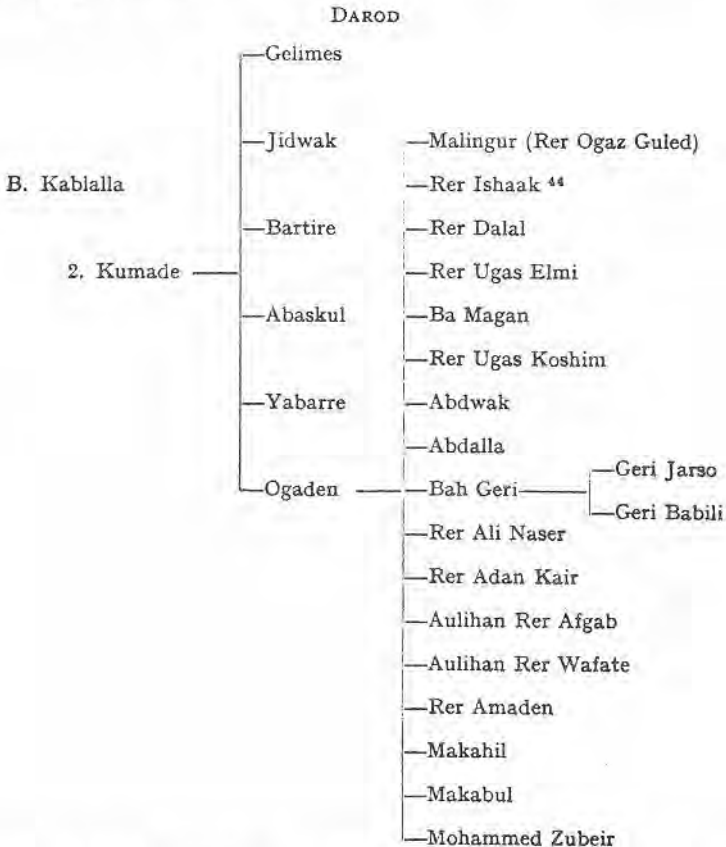 DAROD
Gelimes
Jidwak Malingur (Rer Ogaz Guled)
B. Kablalla Rer Ishaak 44
Bartire Rer Dalal
2. Kumade Rer Ugas Elmi
Abaskul Ba Magan
Rer Ugas Koshim
Yabarre Abdwak
Abdalla
Geri Jarso
Ogaden Bah Geri
Geri Babili
Rer Ali Naser
Rer Adan Kair
Aulihan Rer Afgab
Aulihan Rer Wafate
Rer Amaden
Makahil
Makabul
Mohammed Zubeir